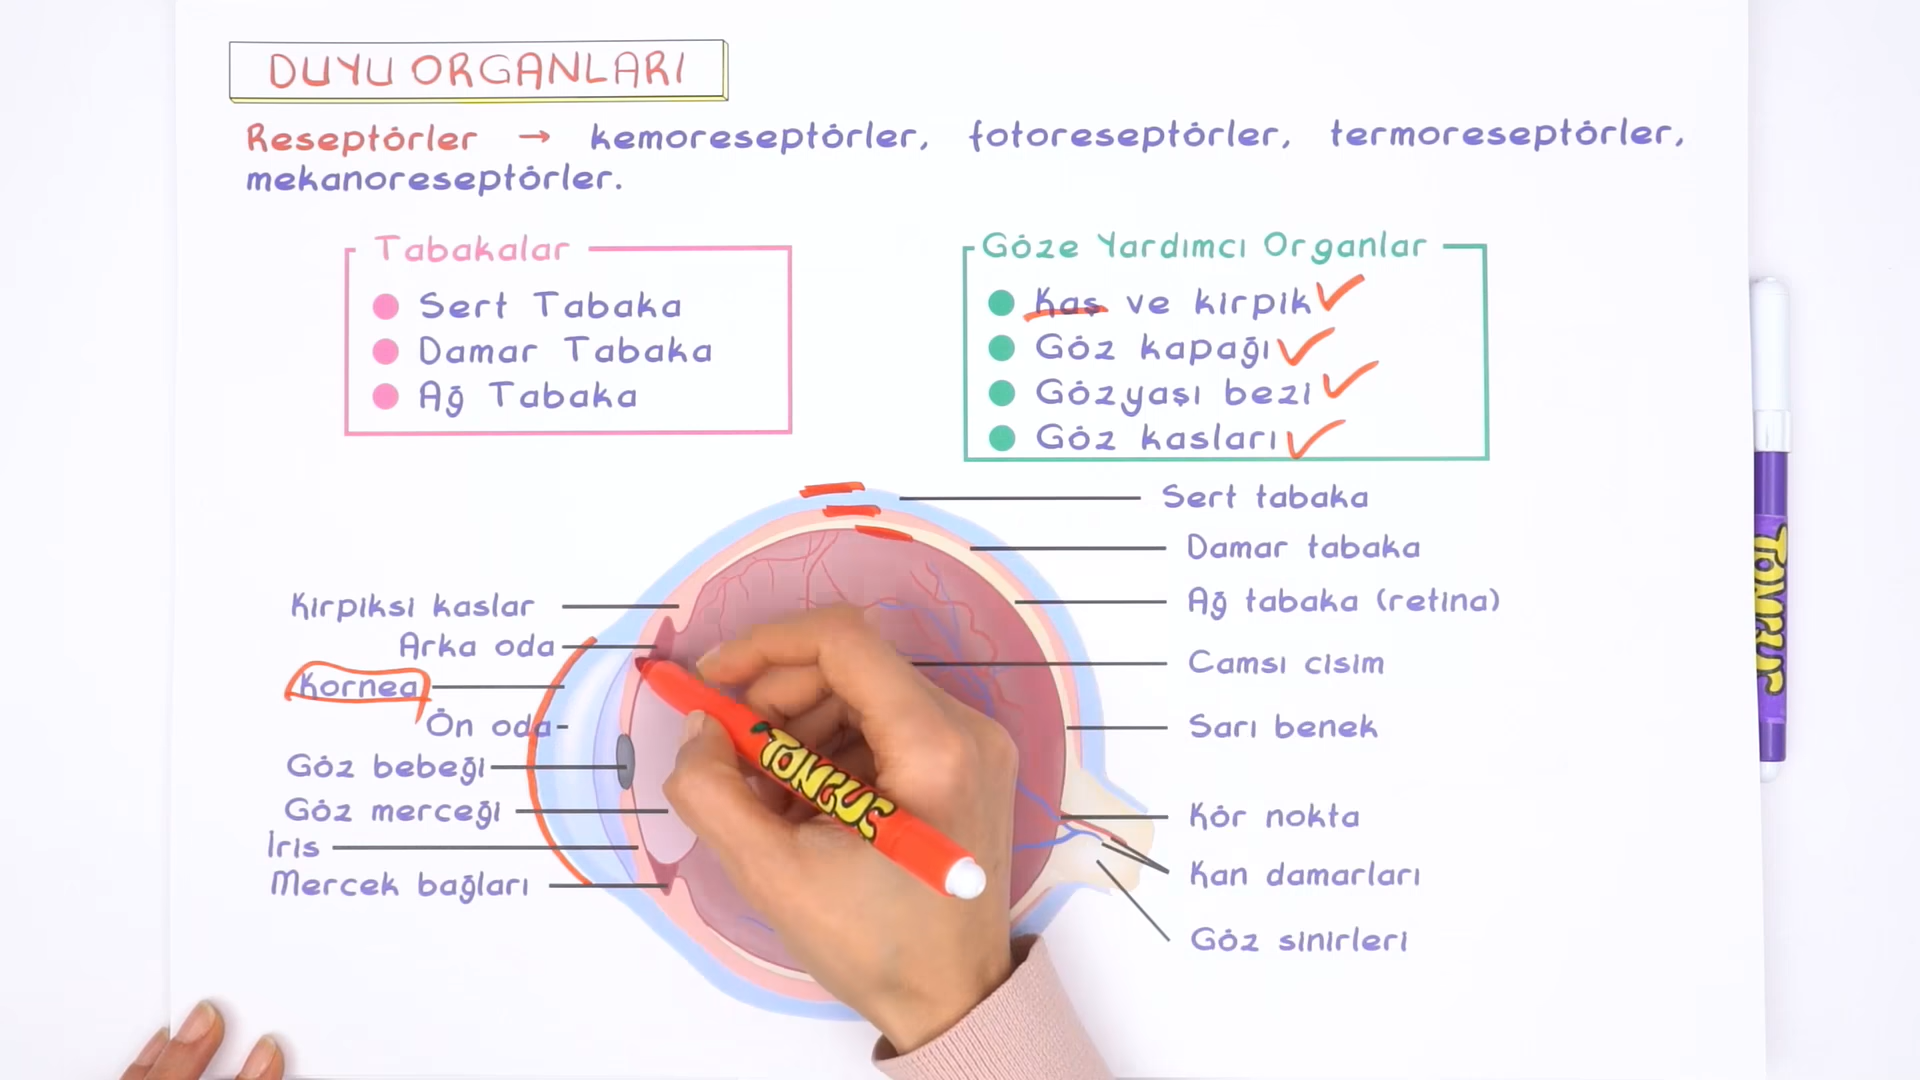 DUYU ORGANLARI
Reseptörler → kemoreseptörler, fotoreseptörler, termoreseptörler,
mekanoreseptörler.
Tabakalar
Sert Tabaka
Damar Tabaka
Ağ Tabaka
Göze Yardımcı Organlar
Kaş ve kirpik
Göz kapağı
Gözyaşı bezi
Göz kasları
Kirpiksi kaslar
Arka oda
Kornea
Ön oda
Göz bebeği
Göz merceği
İris
Mercek bağları
Sert tabaka
Damar tabaka
Ağ tabaka (retina)
Camsı cisim
Sarı benek
Kör nokta
Kan damarları
Göz sinirleri
TONGUÇ
TONGUÇ